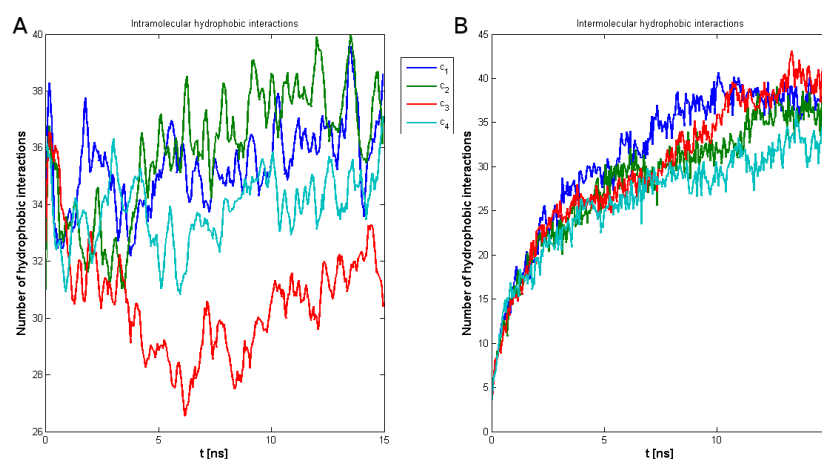 A
Intramolecular hydrophobic interactions
Number of hydrophobic interactions
40
38
36
34
32
30
28
26
0
5
10
15
t [ns]
c1
c2
c3
c4
B
Intermolecular hydrophobic interactions
Number of hydrophobic interactions
45
40
35
30
25
20
15
10
5
0
0
5
10
t [ns]